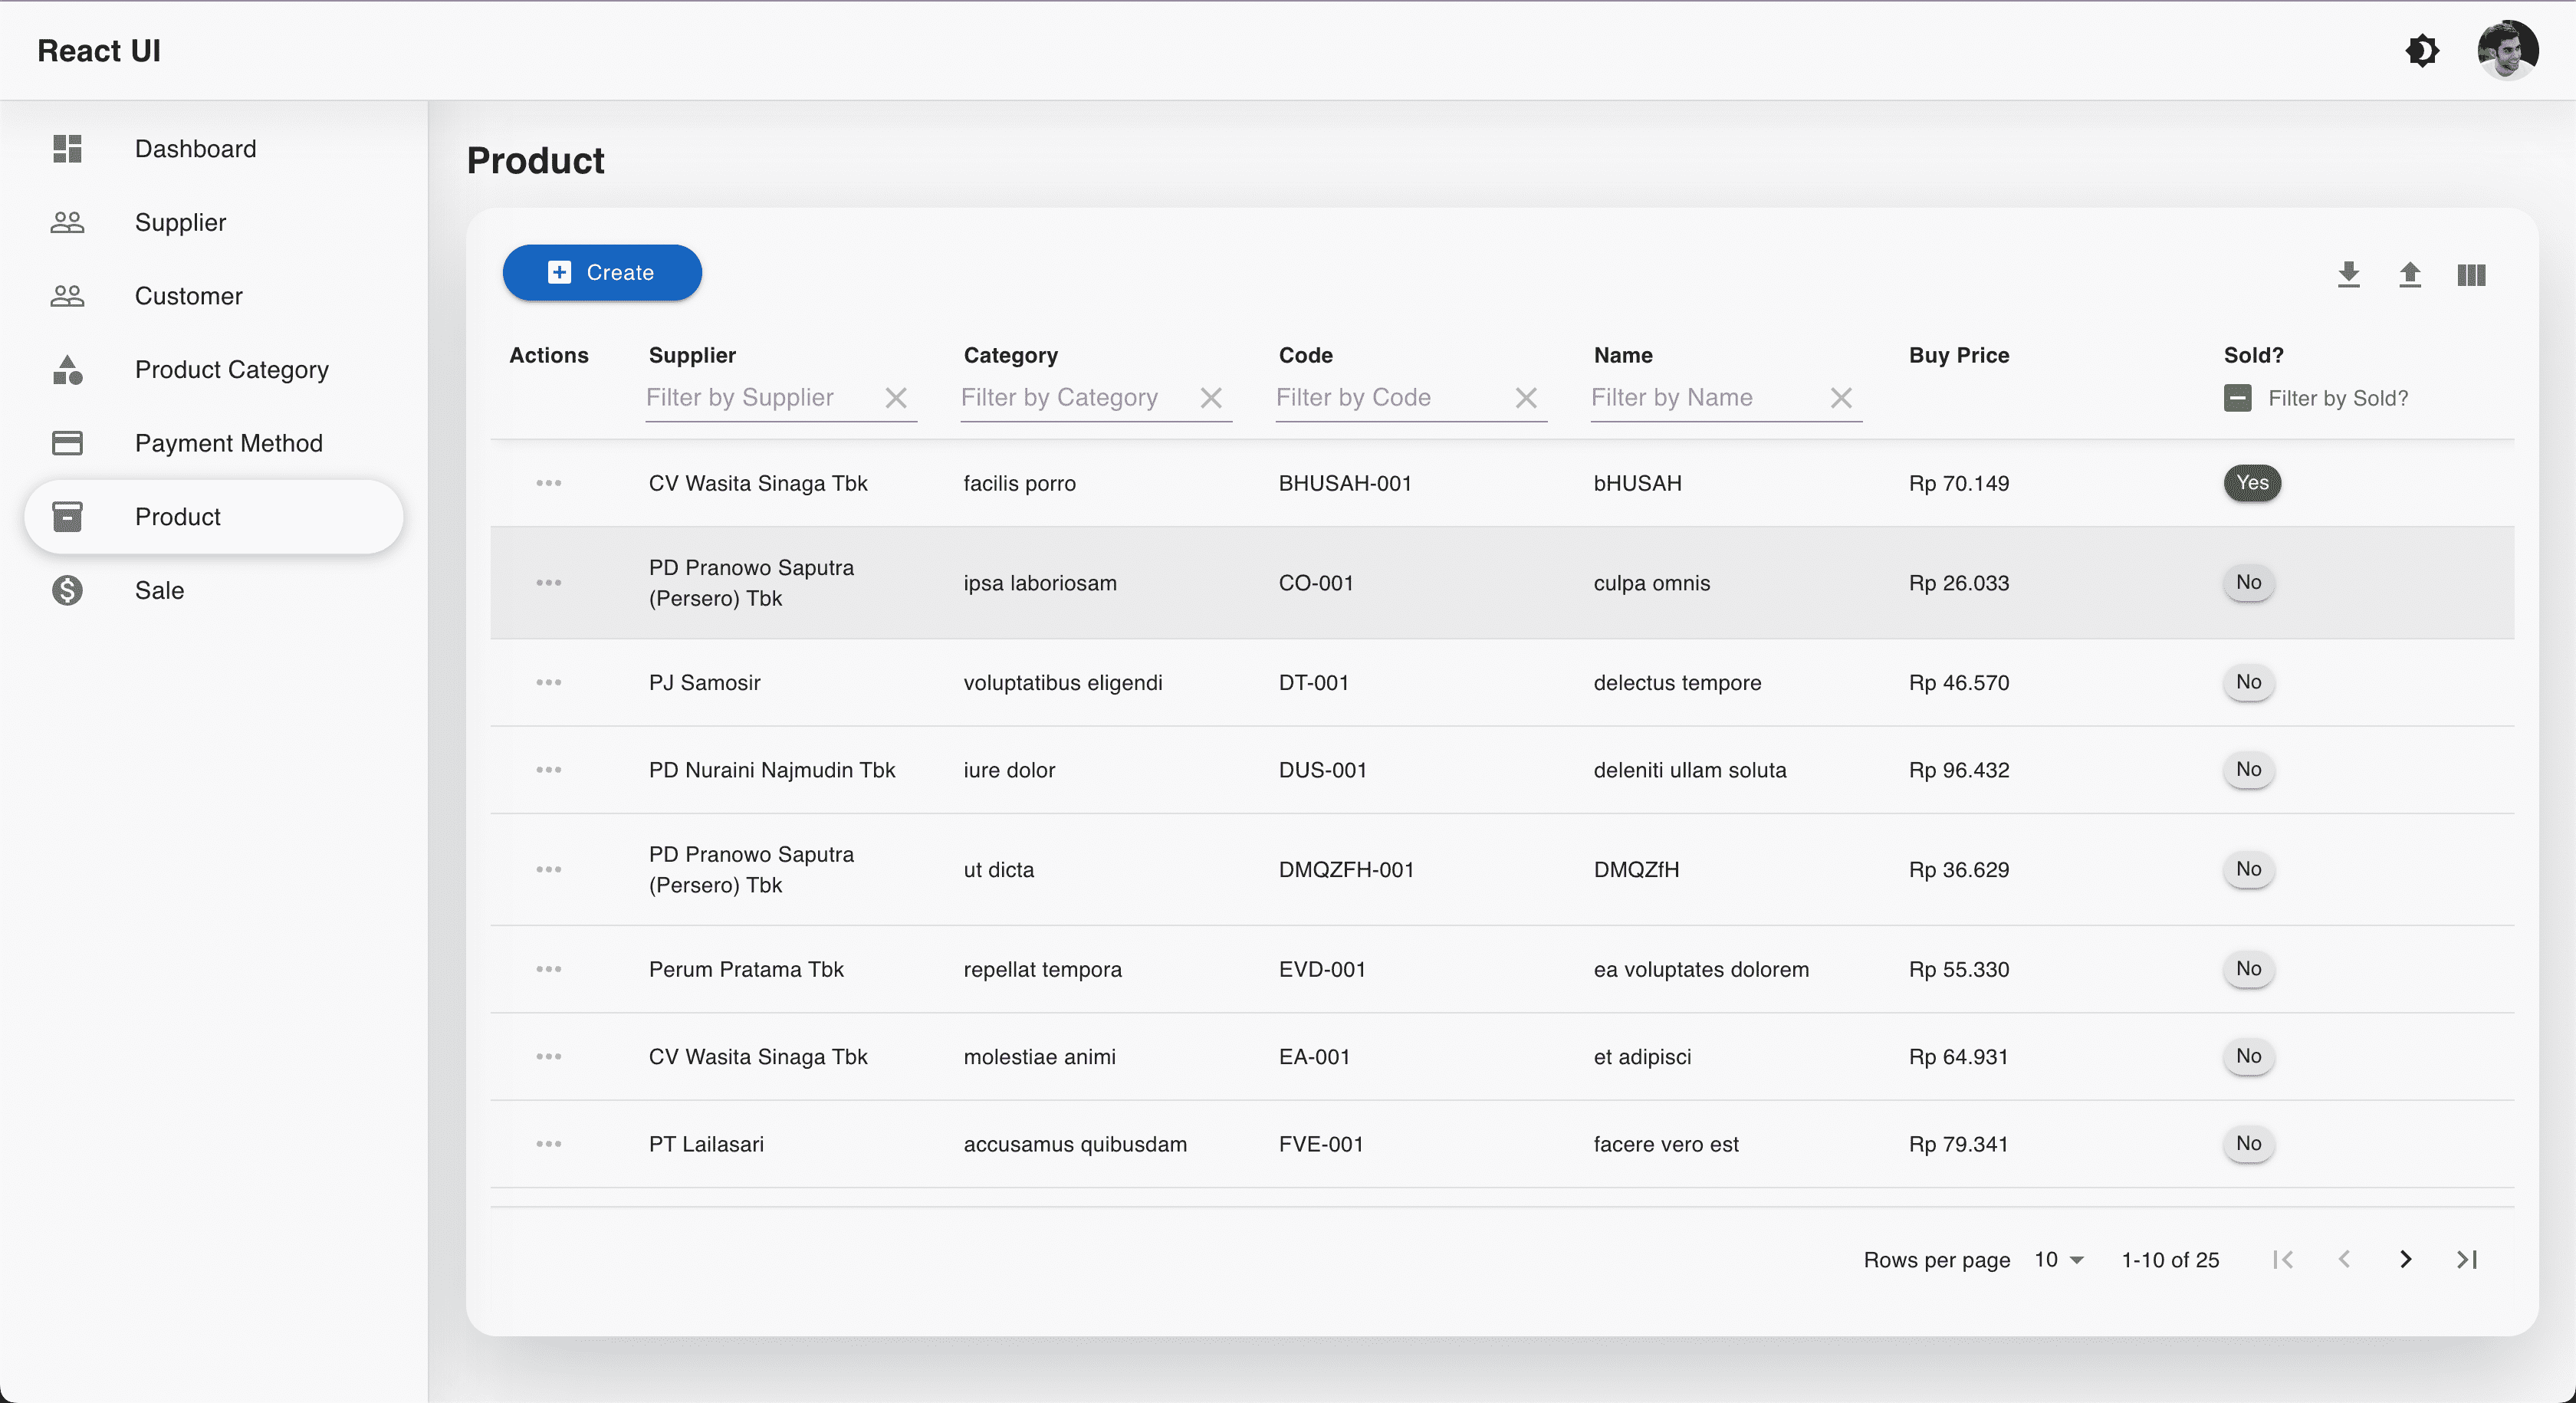 React UI
Dashboard
Supplier
Customer
Product Category
Payment Method
Product
Sale
Product
Create
Actions Supplier Category Code Name Buy Price Sold?
Filter by Supplier Filter by Category Filter by Code Filter by Name Filter by Sold?
CV Wasita Sinaga Tbk facilis porro BHUSAH-001 bHUSAH Rp 70.149 Yes
PD Pranowo Saputra
(Persero) Tbk ipsa laboriosam CO-001 culpa omnis Rp 26.033 No
PJ Samosir voluptatibus eligendi DT-001 delectus tempore Rp 46.570 No
PD Nuraini Najmudin Tbk iure dolor DUS-001 deleniti ullam soluta Rp 96.432 No
PD Pranowo Saputra
(Persero) Tbk ut dicta DMQZFH-001 DMQZfH Rp 36.629 No
Perum Pratama Tbk repellat tempora EVD-001 ea voluptates dolorem Rp 55.330 No
CV Wasita Sinaga Tbk molestiae animi EA-001 et adipisci Rp 64.931 No
PT Lailasari accusamus quibusdam FVE-001 facere vero est Rp 79.341 No
Rows per page 10 1-10 of 25